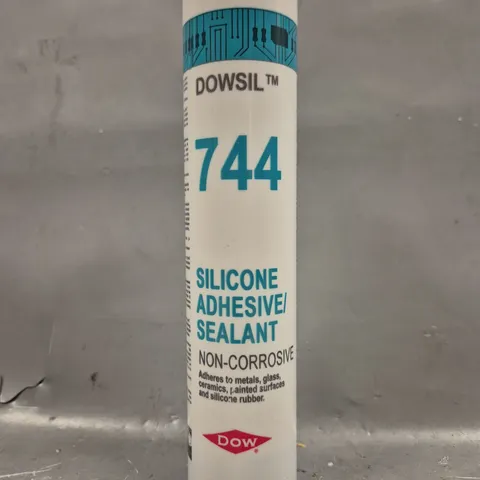 DOWSIL™
744
SILICONE
ADHESIVE/
SEALANT
NON-CORROSIVE
Adheres to metals, glass,
ceramics, painted surfaces
and silicone rubber.
Dow